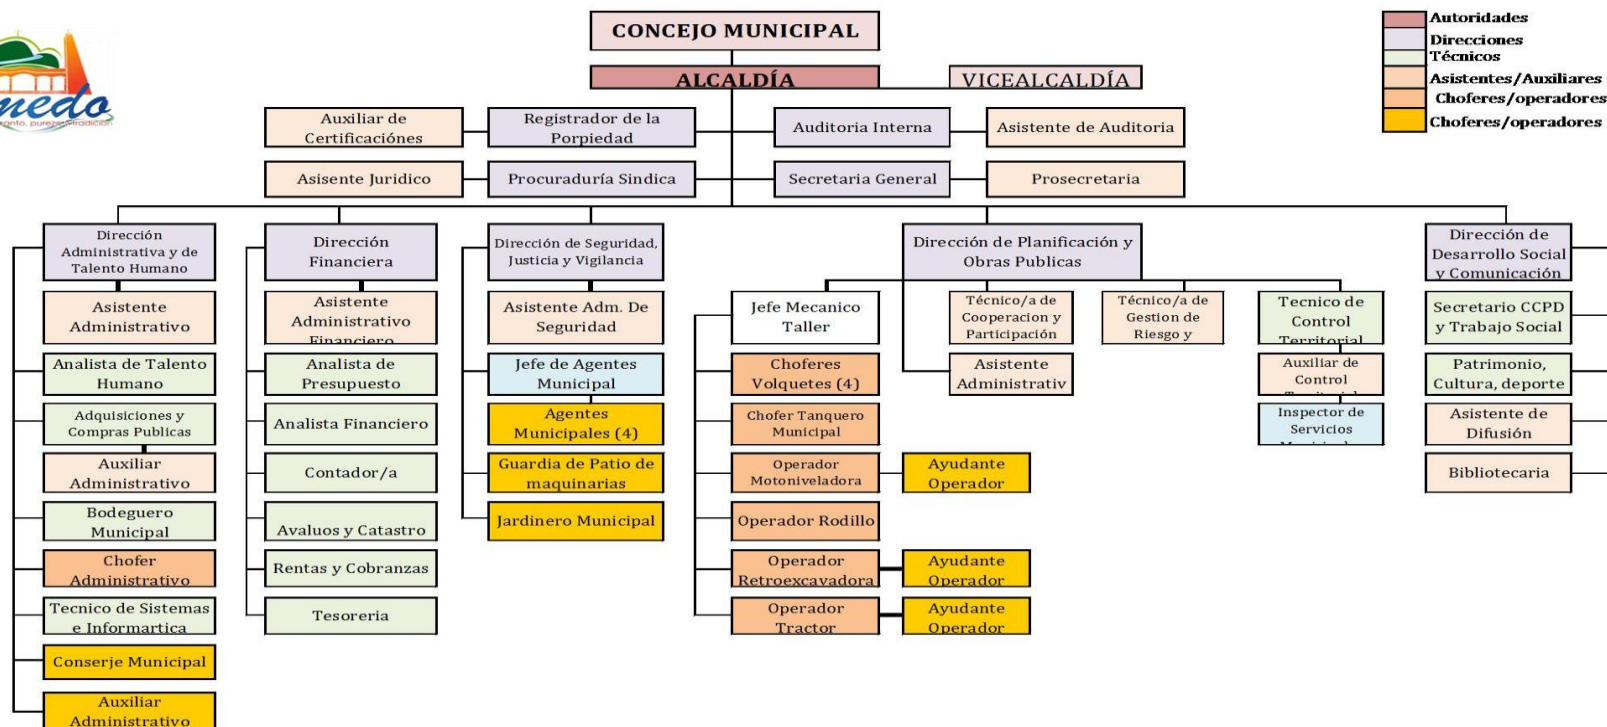 CONCEJO MUNICIPAL
ALCALDÍA
VICEALCALDÍA
Autoridades
Direcciones
Técnicos
Asistentes/Auxiliares
Choferes/operadores
Choferes/operadores
Auxiliar de
Certificaciónes
Registrador de la
Porpiedad
Auditoria Interna
Asistente de Auditoria
Asisente Juridico
Procuraduría Sindica
Secretaria General
Prosecretaria
Dirección
Administrativa y de
Talento Humano
Asistente
Administrativo
Analista de Talento
Humano
Adquisiciones y
Compras Publicas
Auxiliar
Administrativo
Bodeguero
Municipal
Chofer
Administrativo
Tecnico de Sistemas
e Informartica
Conserje Municipal
Auxiliar
Administrativo
Dirección
Financiera
Asistente
Administrativo
Financiero
Analista de
Presupuesto
Analista Financiero
Contador/a
Avaluos y Catastro
Rentas y Cobranzas
Tesoreria
Dirección de Seguridad,
Justicia y Vigilancia
Asistente Adm. De
Seguridad
Jefe de Agentes
Municipal
Agentes
Municipales (4)
Guardia de Patio de
maquinarias
Jardinero Municipal
Dirección de Planificación y
Obras Publicas
Jefe Mecanico
Taller
Choferes
Volquetes (4)
Chofer Tanquero
Municipal
Operador
Motoniveladora
Ayudante
Operador
Operador Rodillo
Operador
Retroexcavadora
Ayudante
Operador
Operador
Tractor
Ayudante
Operador
Técnico/a de
Cooperacion y
Participación
Asistente
Administrativ
Técnico/a de
Gestion de
Riesgo y
Tecnico de
Control
Territorial
Auxiliar de
Control
Inspector de
Servicios
Dirección de
Desarrollo Social
y Comunicación
Secretario CCPD
y Trabajo Social
Patrimonio,
Cultura, deporte
Asistente de
Difusión
Bibliotecaria